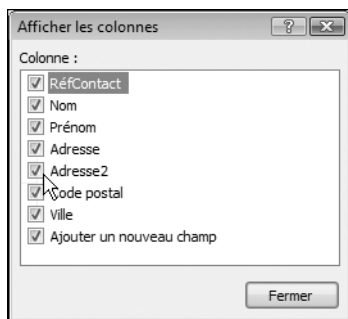 Afficher les colonnes
Colonne :
RéfContact
Nom
Prénom
Adresse
Adresse2
Code postal
Ville
Ajouter un nouveau champ
Fermer